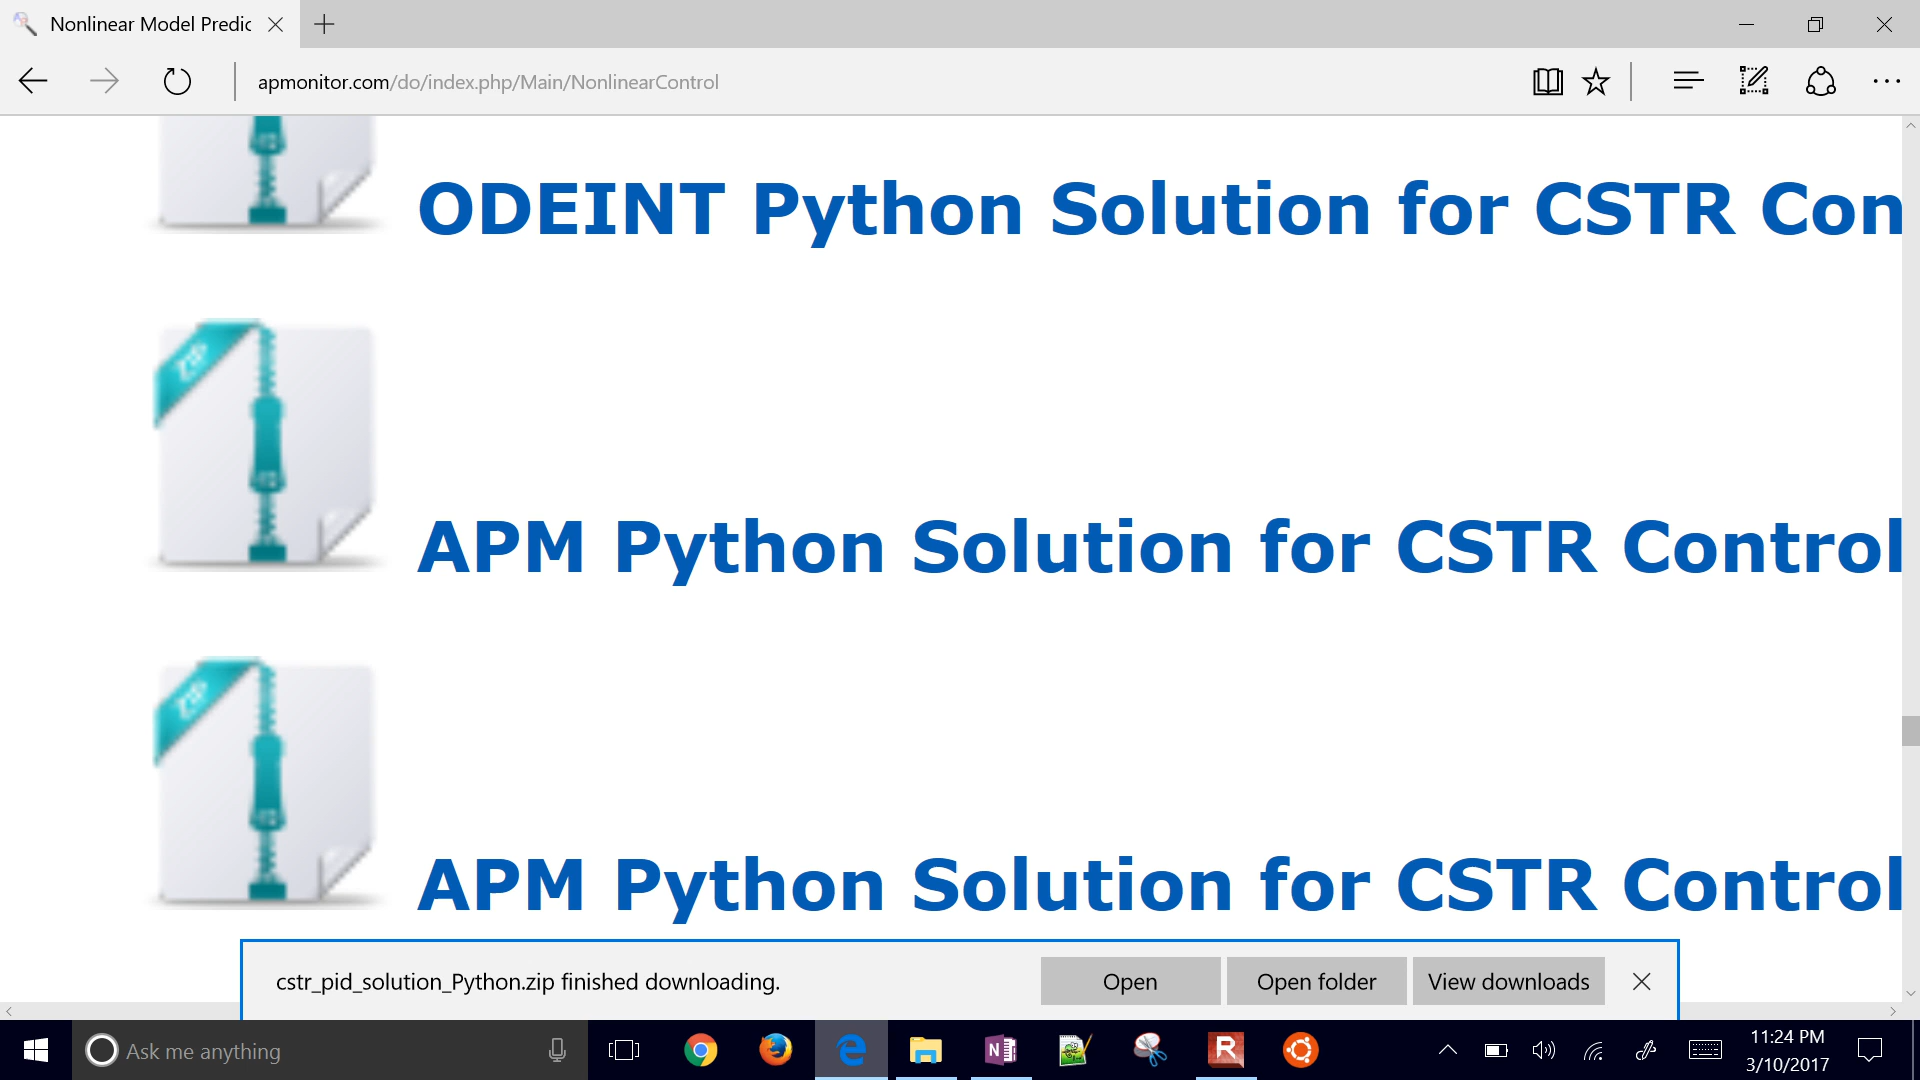 Nonlinear Model Predic
apmonitor.com/do/index.php/Main/NonlinearControl
ODEINT Python Solution for CSTR Con
ZIP
APM Python Solution for CSTR Control
ZIP
APM Python Solution for CSTR Control
cstr_pid_solution_Python.zip finished downloading.
Open
Open folder
View downloads
Ask me anything
N
R
11:24 PM
3/10/2017